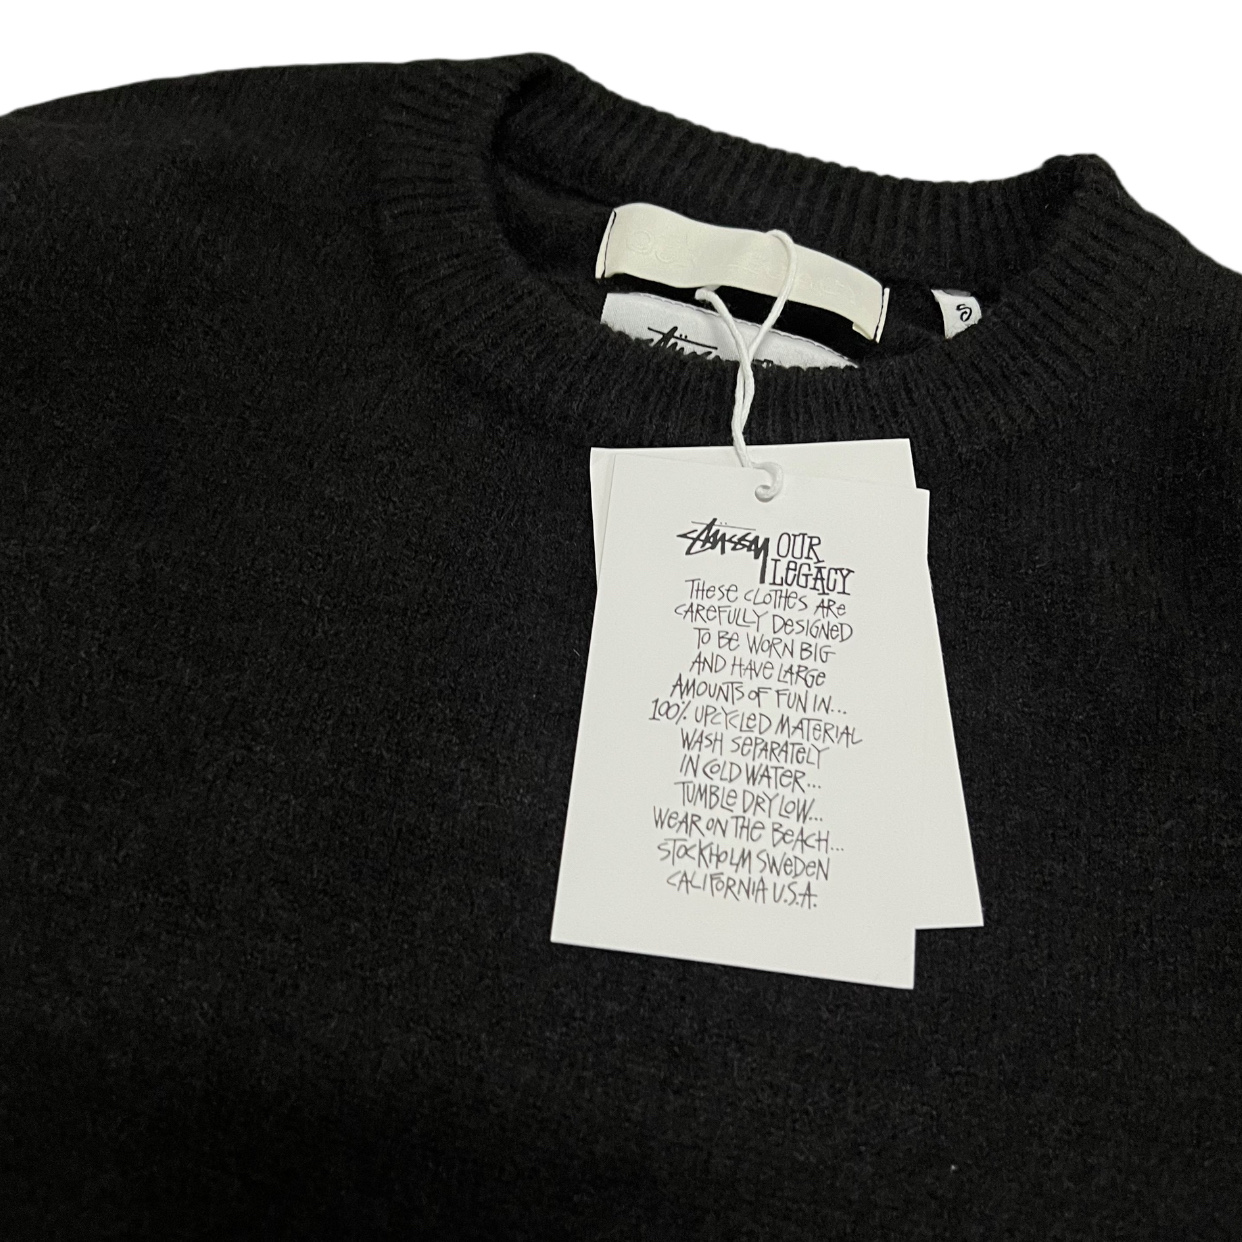 S
Stüssy
Stüssy OUR
LEGACY
THESE CLOTHES ARE
CAREFULLY DESIGNED
TO BE WORN BIG
AND HAVE LARGE
AMOUNTS OF FUN IN...
100% UPCYCLED MATERIAL
WASH SEPARATELY
IN COLD WATER...
TUMBLE DRY LOW...
WEAR ON THE BEACH...
STOCKHOLM SWEDEN
CALIFORNIA U.S.A.